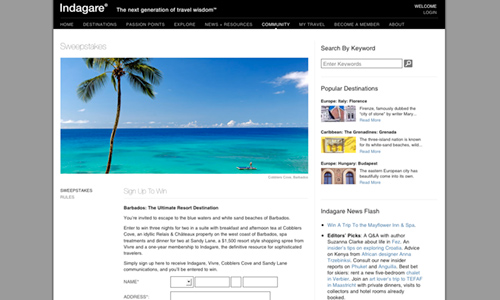 Indagare® The next generation of travel wisdom™
WELCOME
LOGIN
HOME DESTINATIONS PASSION POINTS EXPLORE NEWS + RESOURCES COMMUNITY MY TRAVEL BECOME A MEMBER ABOUT
Sweepstakes
Cobblers Cove, Barbados
SWEEPSTAKES
RULES
Sign Up To Win
Barbados: The Ultimate Resort Destination
You're invited to escape to the blue waters and white sand beaches of Barbados.
Enter to win three nights for two in a suite with breakfast and afternoon tea at Cobblers
Cove, an idyllic Relais & Châteaux property on the west coast of Barbados, spa
treatments and dinner for two at Sandy Lane, a $1,500 resort style shopping spree from
Vivre and a one-year membership to Indagare, the definitive resource for sophisticated
travelers.
Simply sign up here to receive Indagare, Vivre, Cobblers Cove and Sandy Lane
communications, and you'll be entered to win.
NAME*
ADDRESS*
Search By Keyword
Enter Keywords
Popular Destinations
Europe: Italy: Florence
Firenze, famously dubbed the
"city of stone" by writer Mary...
Read More
Caribbean: The Grenadines: Grenada
The three-island nation is known
for its white-sand beaches, wild...
Read More
Europe: Hungary: Budapest
The eastern European city has
beautifully come into its own.
Read More
Indagare News Flash
Win A Trip To the Mayflower Inn & Spa.
Editors' Picks: A Q&A with author
Suzanna Clarke about life in Fez. An
insider's tips on exploring Croatia. Advice
on Kenya from African designer Anna
Trzebinko. Consult our new insider
reports on Phuket and Anguilla. Best bet
for skiers: rent a new five-bedroom chalet
in Verbier. Join an art lover's trip to TEFAF
in Maastricht with private dinners, visits to
collectors and hotel rooms already
booked.